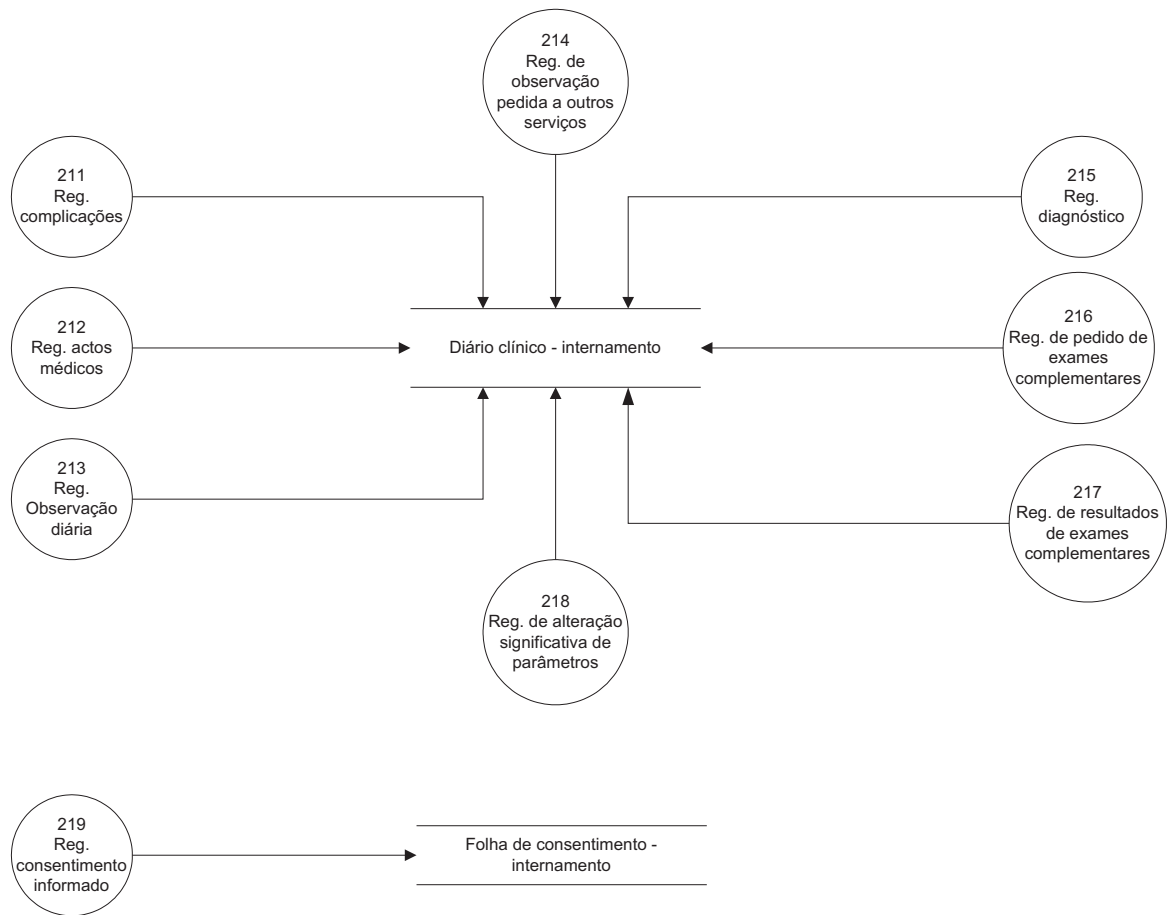 214
Reg. de
observação
pedida a outros
serviços
211
Reg.
complicações
215
Reg.
diagnóstico
212
Reg. actos
médicos
Diário clínico - internamento
216
Reg. de pedido de
exames
complementares
213
Reg.
Observação
diária
217
Reg. de resultados
de exames
complementares
218
Reg. de alteração
significativa de
parâmetros
219
Reg.
consentimento
informado
Folha de consentimento -
internamento